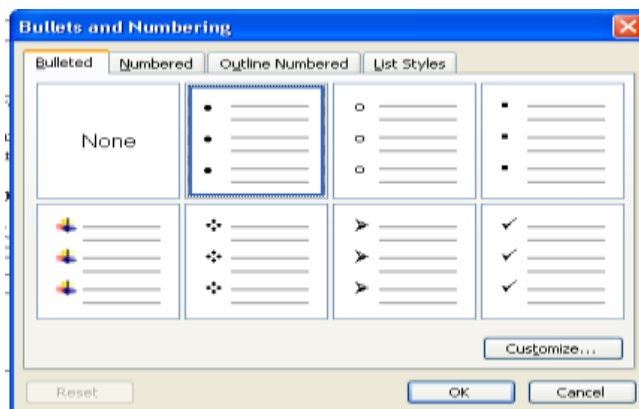 Bullets and Numbering
Bulleted Numbered Outline Numbered List Styles
None
Customize...
Reset OK Cancel